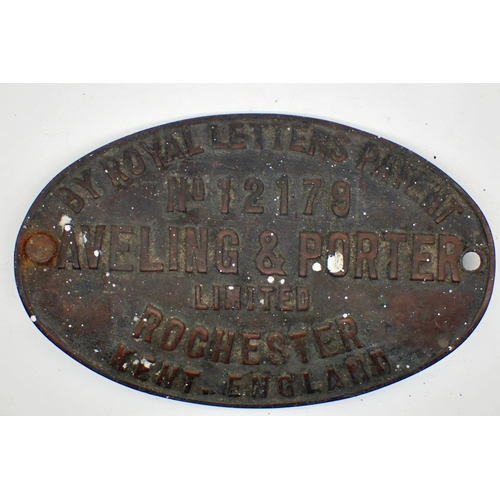 BY ROYAL LETTERS PATENT
No 12179
AVELING & PORTER
LIMITED
ROCHESTER
KENT. ENGLAND